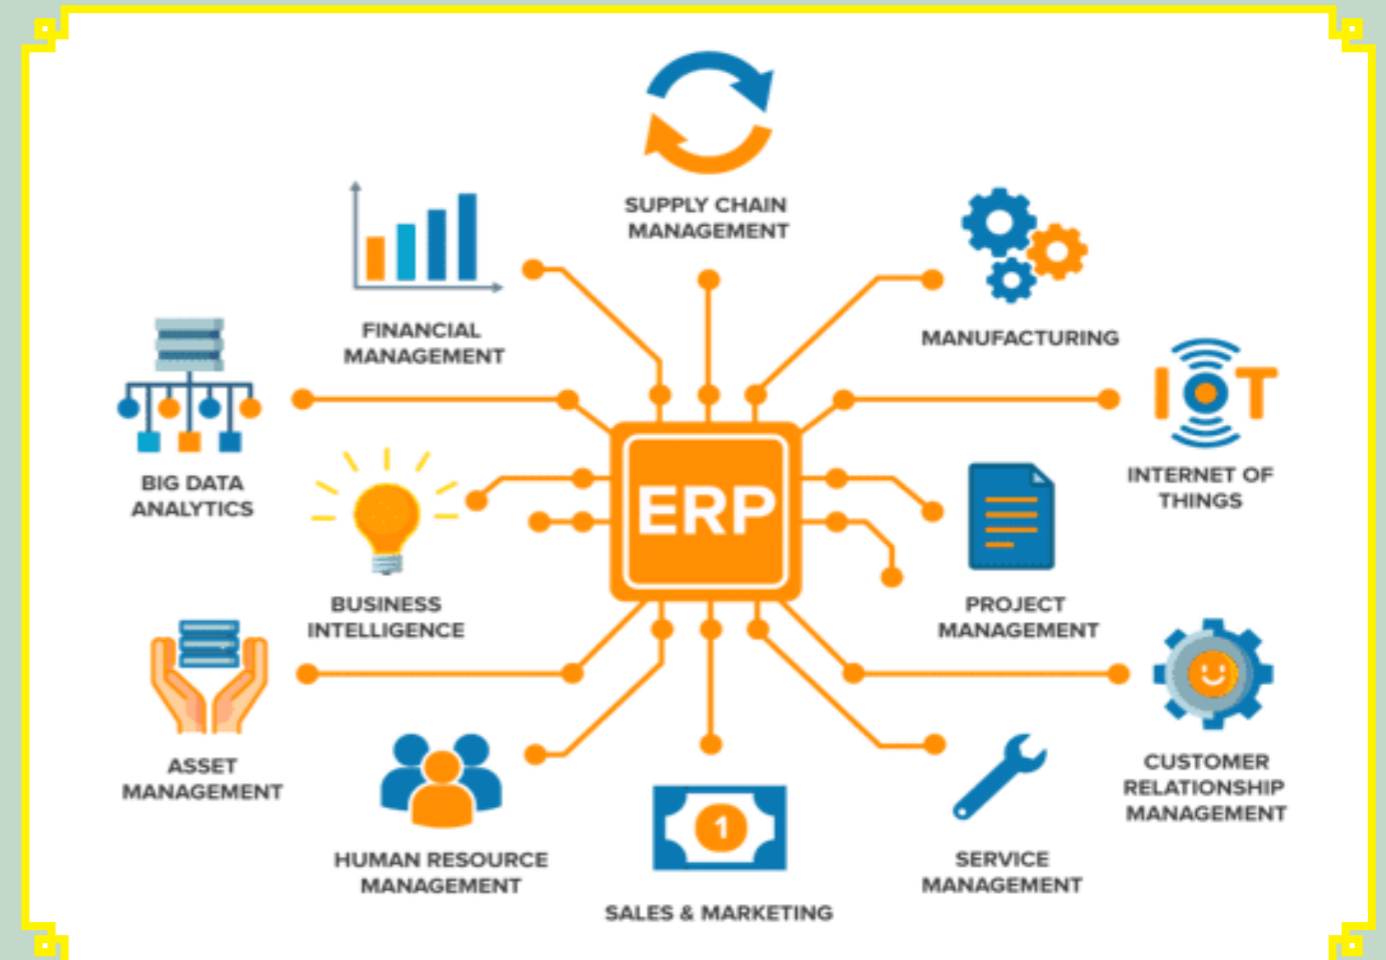 SUPPLY CHAIN
MANAGEMENT
FINANCIAL
MANAGEMENT
MANUFACTURING
IOT
BIG DATA
ANALYTICS
INTERNET OF
THINGS
ERP
BUSINESS
INTELLIGENCE
PROJECT
MANAGEMENT
ASSET
MANAGEMENT
CUSTOMER
RELATIONSHIP
MANAGEMENT
HUMAN RESOURCE
MANAGEMENT
1
SERVICE
MANAGEMENT
SALES & MARKETING